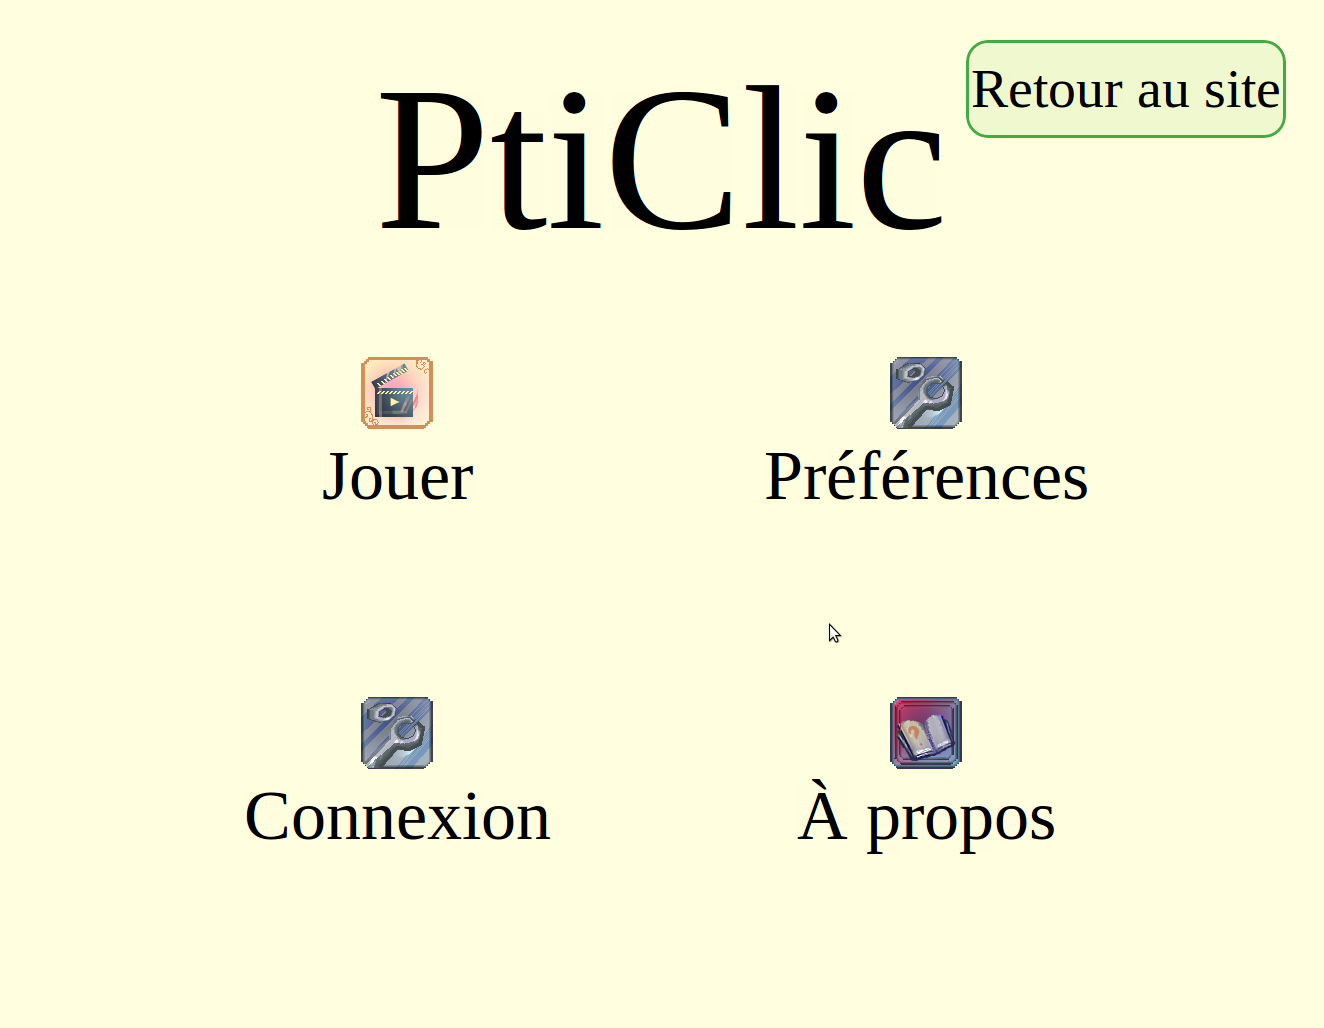 PtiClic
Retour au site
Jouer
Préférences
Connexion
À propos